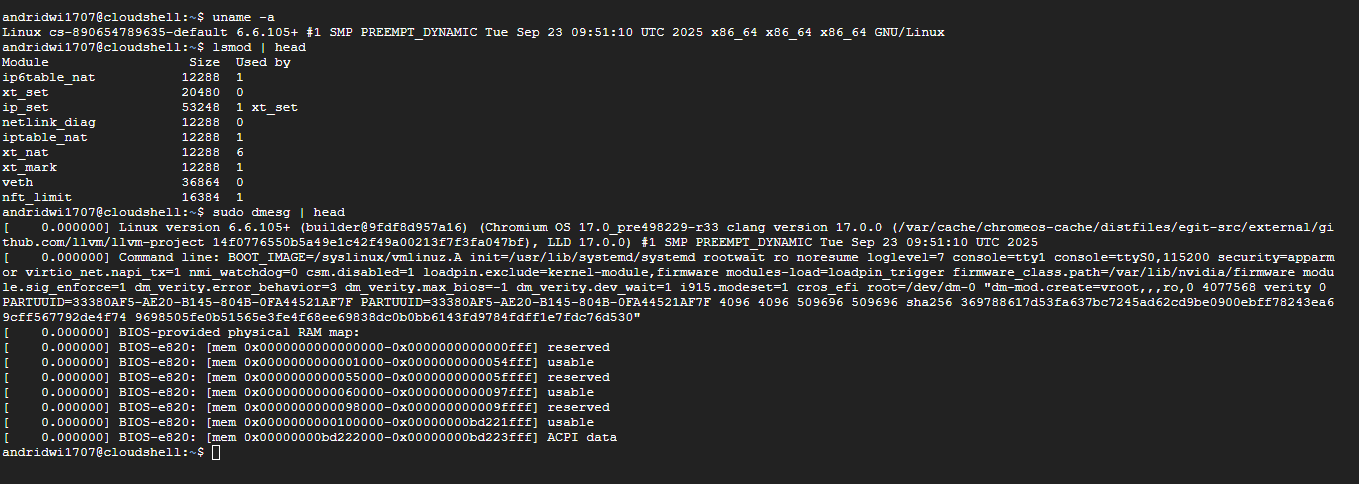 andridwi1707@cloudshell:~$ uname -a
Linux cs-890654789635-default 6.6.105+ #1 SMP PREEMPT_DYNAMIC Tue Sep 23 09:51:10 UTC 2025 x86_64 x86_64 x86_64 GNU/Linux
andridwi1707@cloudshell:~$ lsmod | head
Module                  Size  Used by
ip6table_nat           12288  1
xt_set                 20480  0
ip_set                 53248  1 xt_set
netlink_diag           12288  0
iptable_nat            12288  1
xt_nat                 12288  6
xt_mark                12288  1
veth                   36864  0
nft_limit              16384  1
andridwi1707@cloudshell:~$ sudo dmesg | head
[    0.000000] Linux version 6.6.105+ (builder@9fdf8d957a16) (Chromium OS 17.0_pre498229-r33 clang version 17.0.0 (/var/cache/chromeos-cache/distfiles/egit-src/external/gi
thub.com/llvm/llvm-project 14f0776550b5a49e1c42f49a00213f7f3fa047bf), LLD 17.0.0) #1 SMP PREEMPT_DYNAMIC Tue Sep 23 09:51:10 UTC 2025
[    0.000000] Command line: BOOT_IMAGE=/syslinux/vmlinuz.A init=/usr/lib/systemd/systemd rootwait ro noresume loglevel=7 console=tty1 console=ttyS0,115200 security=apparm
or virtio_net.napi_tx=1 nmi_watchdog=0 csm.disabled=1 loadpin.exclude=kernel-module,firmware modules-load=loadpin_trigger firmware_class.path=/var/lib/nvidia/firmware modu
le.sig_enforce=1 dm_verity.error_behavior=3 dm_verity.max_bios=-1 dm_verity.dev_wait=1 i915.modeset=1 cros_efi root=/dev/dm-0 "dm-mod.create=vroot,,,ro,0 4077568 verity 0
PARTUUID=33380AF5-AE20-B145-804B-0FA44521AF7F PARTUUID=33380AF5-AE20-B145-804B-0FA44521AF7F 4096 4096 509696 509696 sha256 369788617d53fa637bc7245ad62cd9be0900ebff78243ea6
9cff567792de4f74 9698505fe0b51565e3fe4f68ee69838dc0b0bb6143fd9784fdff1e7fdc76d530"
[    0.000000] BIOS-provided physical RAM map:
[    0.000000] BIOS-e820: [mem 0x0000000000000000-0x0000000000000fff] reserved
[    0.000000] BIOS-e820: [mem 0x0000000000001000-0x0000000000054fff] usable
[    0.000000] BIOS-e820: [mem 0x0000000000055000-0x000000000005ffff] reserved
[    0.000000] BIOS-e820: [mem 0x0000000000060000-0x0000000000097fff] usable
[    0.000000] BIOS-e820: [mem 0x0000000000098000-0x000000000009ffff] reserved
[    0.000000] BIOS-e820: [mem 0x0000000000100000-0x00000000bd221fff] usable
[    0.000000] BIOS-e820: [mem 0x00000000bd222000-0x00000000bd223fff] ACPI data
andridwi1707@cloudshell:~$